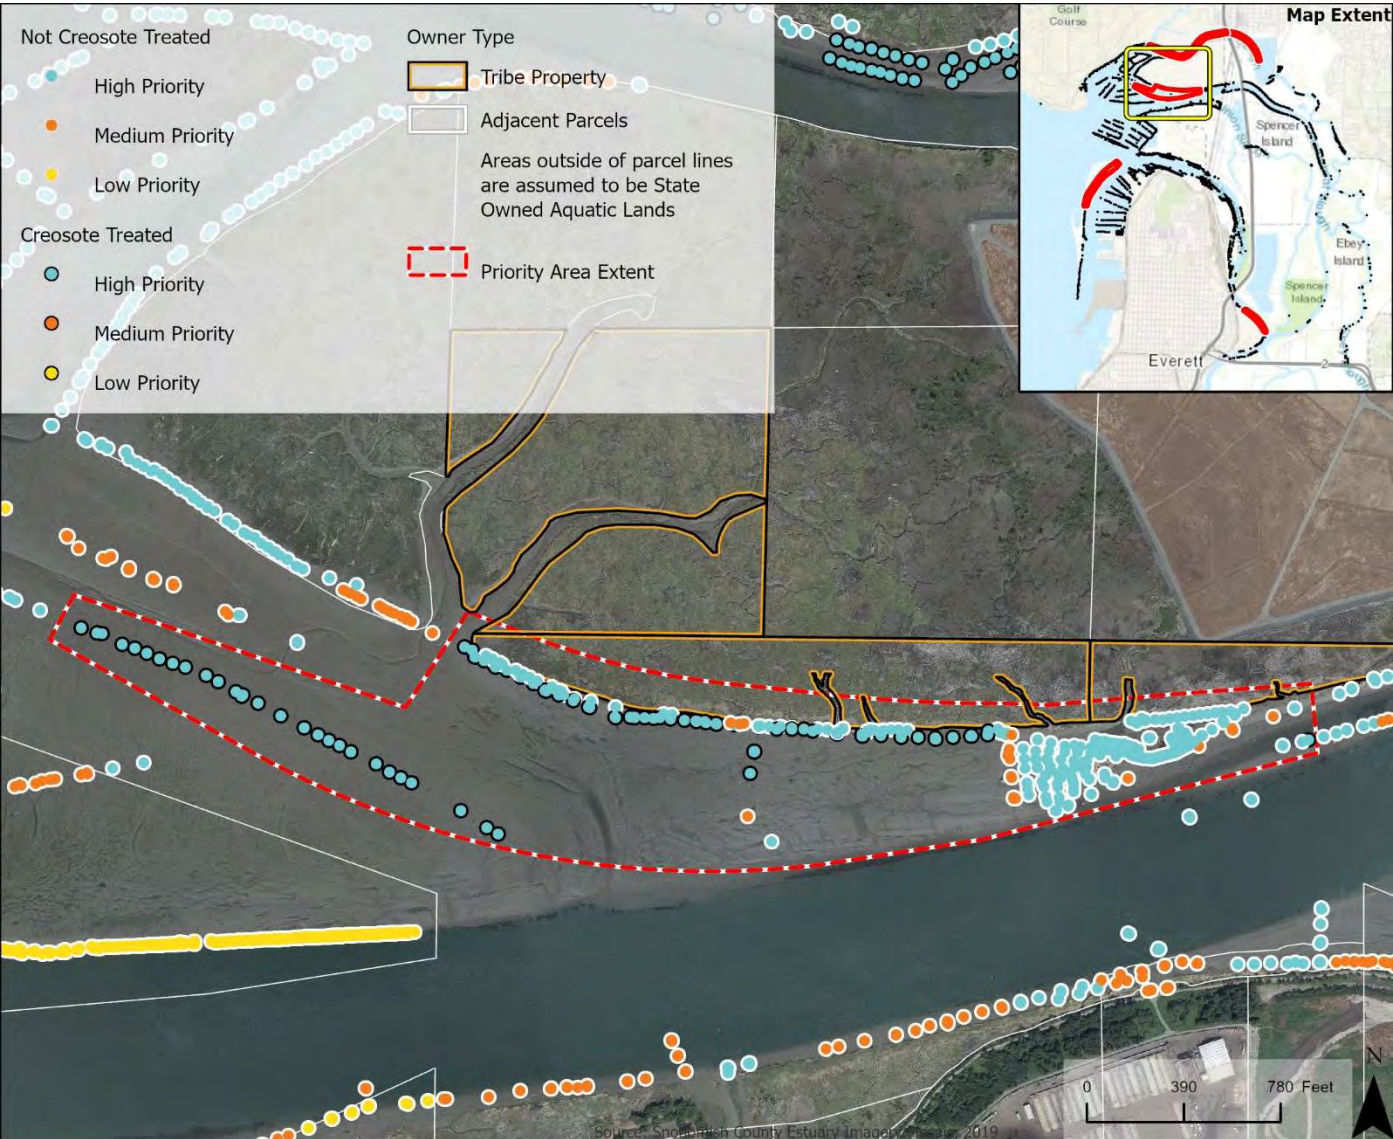 Not Creosote Treated
High Priority
Medium Priority
Low Priority
Creosote Treated
High Priority
Medium Priority
Low Priority
Owner Type
Tribe Property
Adjacent Parcels
Areas outside of parcel lines
are assumed to be State
Owned Aquatic Lands
Priority Area Extent
Map Extent
Golf
Course
Spencer
Island
Ebey
Island
Spencer
Island
Everett
2
N
0 390 780 Feet
Source: Snohomish County Estuary Imagery Mosaic, 2019